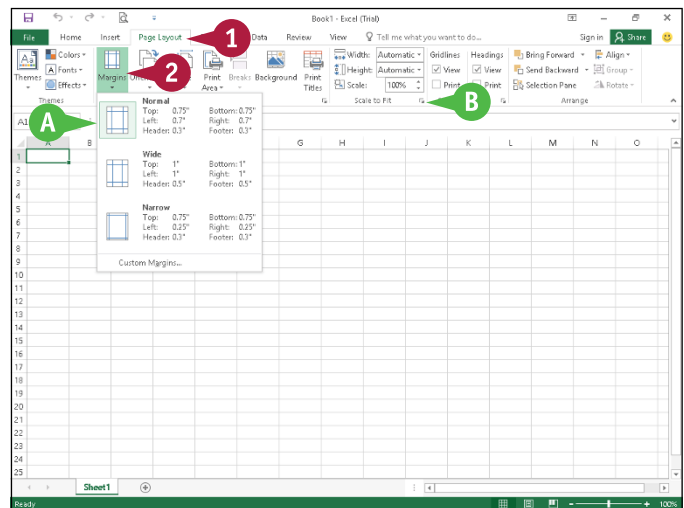 Book1 - Excel (Trial)
File Home Insert Page Layout 1 Data Review View Tell me what you want to do... Sign in Share
Themes Colors Fonts Effects Margins 2 Print Area Breaks Background Print Titles
Width: Automatic Gridlines Headings Bring Forward Align
Height: Automatic View View Send Backward Group
Scale: 100% Print Print Selection Pane Rotate
Themes Scale to Fit Arrange
A B
A1
A B G H I J K L M N O
Normal
Top: 0.75" Bottom: 0.75"
Left: 0.7" Right: 0.7"
Header: 0.3" Footer: 0.3"
Wide
Top: 1" Bottom: 1"
Left: 1" Right: 1"
Header: 0.5" Footer: 0.5"
Narrow
Top: 0.75" Bottom: 0.75"
Left: 0.25" Right: 0.25"
Header: 0.3" Footer: 0.3"
Custom Margins...
1
2
3
4
5
6
7
8
9
10
11
12
13
14
15
16
17
18
19
20
21
22
23
24
25
Sheet1
Ready 100%